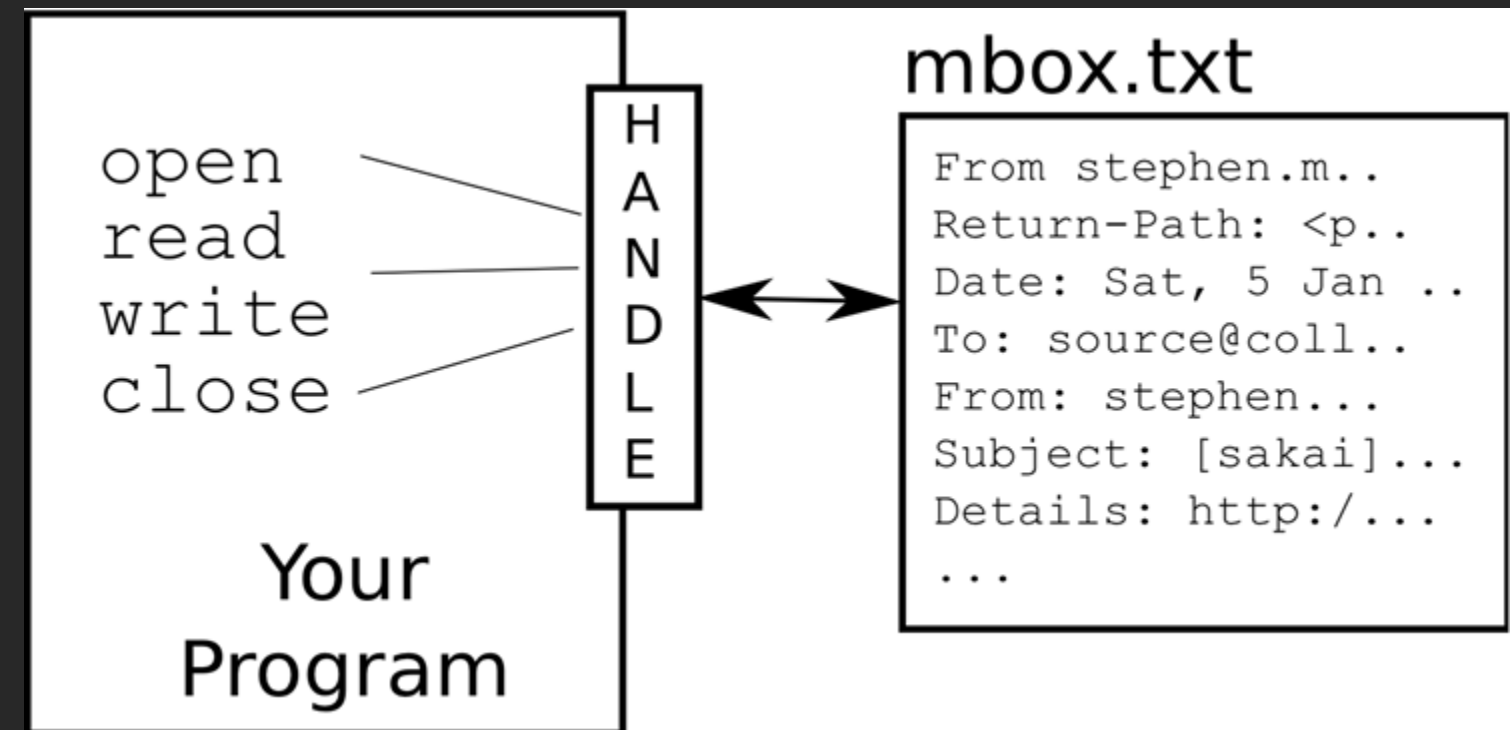 open
read
write
close
Your
Program
H
A
N
D
L
E
mbox.txt
From stephen.m..
Return-Path: <p..
Date: Sat, 5 Jan ..
To: source@coll..
From: stephen...
Subject: [sakai]...
Details: http:/...
...